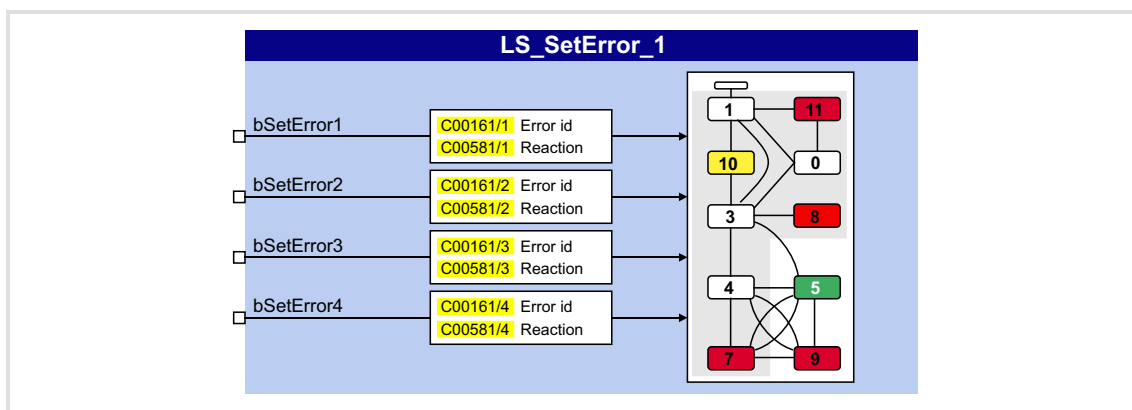 LS_SetError_1
bSetError1
C00161/1 Error id
C00581/1 Reaction
bSetError2
C00161/2 Error id
C00581/2 Reaction
bSetError3
C00161/3 Error id
C00581/3 Reaction
bSetError4
C00161/4 Error id
C00581/4 Reaction
1 11
10 0
3 8
4 5
7 9